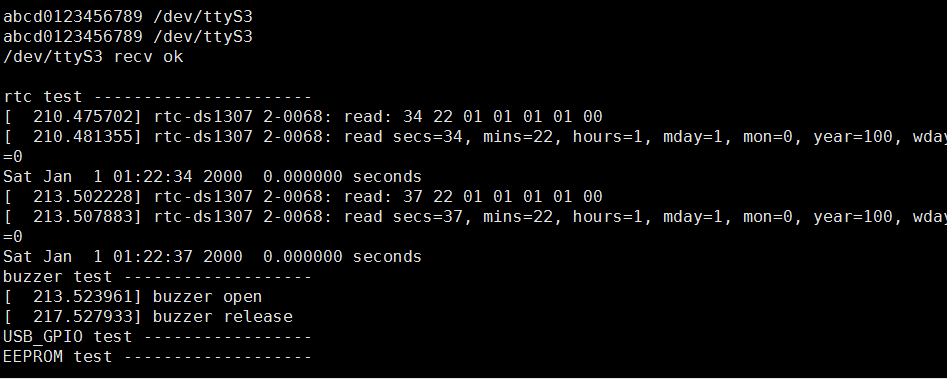 abcd0123456789 /dev/ttyS3
abcd0123456789 /dev/ttyS3
/dev/ttyS3 recv ok
rtc test ----------------------
[  210.475702] rtc-ds1307 2-0068: read: 34 22 01 01 01 01 00
[  210.481355] rtc-ds1307 2-0068: read secs=34, mins=22, hours=1, mday=1, mon=0, year=100, wday
=0
Sat Jan  1 01:22:34 2000  0.000000 seconds
[  213.502228] rtc-ds1307 2-0068: read: 37 22 01 01 01 01 00
[  213.507883] rtc-ds1307 2-0068: read secs=37, mins=22, hours=1, mday=1, mon=0, year=100, wday
=0
Sat Jan  1 01:22:37 2000  0.000000 seconds
buzzer test -------------------
[  213.523961] buzzer open
[  217.527933] buzzer release
USB_GPIO test -----------------
EEPROM test -------------------